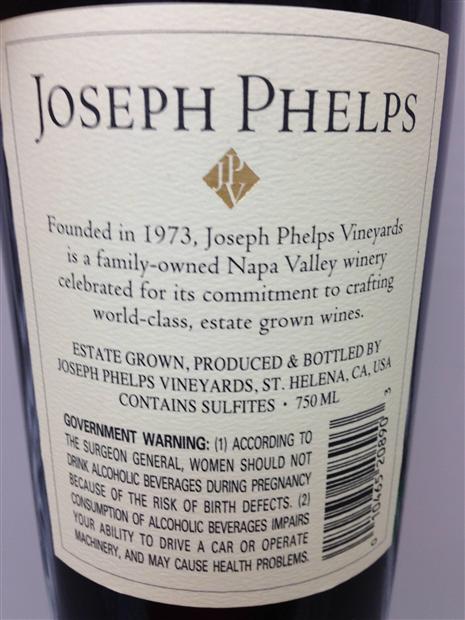 JOSEPH PHELPS
JPV
Founded in 1973, Joseph Phelps Vineyards
is a family-owned Napa Valley winery
celebrated for its commitment to crafting
world-class, estate grown wines.
ESTATE GROWN, PRODUCED & BOTTLED BY
JOSEPH PHELPS VINEYARDS, ST. HELENA, CA, USA
CONTAINS SULFITES · 750 ML
GOVERNMENT WARNING: (1) ACCORDING TO
THE SURGEON GENERAL, WOMEN SHOULD NOT
DRINK ALCOHOLIC BEVERAGES DURING PREGNANCY
BECAUSE OF THE RISK OF BIRTH DEFECTS. (2)
CONSUMPTION OF ALCOHOLIC BEVERAGES IMPAIRS
YOUR ABILITY TO DRIVE A CAR OR OPERATE
MACHINERY, AND MAY CAUSE HEALTH PROBLEMS.
0 10465 20890 3